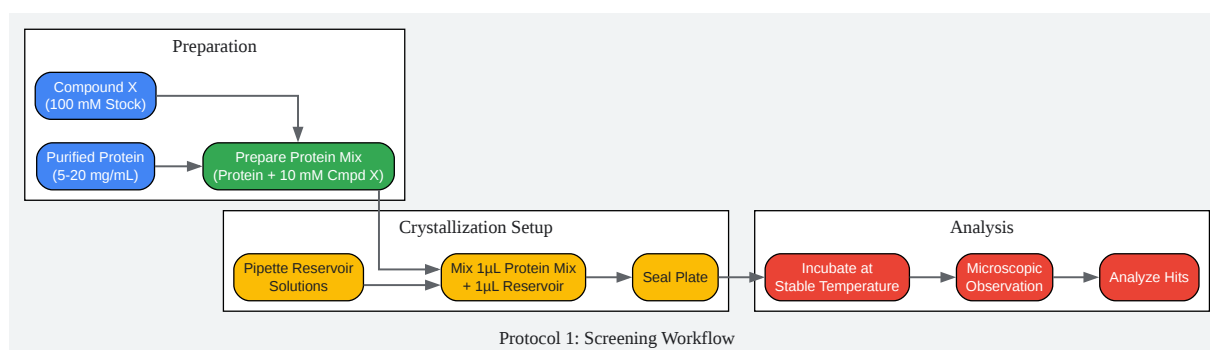 Preparation
Compound X
(100 mM Stock)
Purified Protein
(5-20 mg/mL)
Prepare Protein Mix
(Protein + 10 mM Cmpd X)
Crystallization Setup
Pipette Reservoir
Solutions
Mix 1µL Protein Mix
+ 1µL Reservoir
Seal Plate
Analysis
Incubate at
Stable Temperature
Microscopic
Observation
Analyze Hits
Protocol 1: Screening Workflow